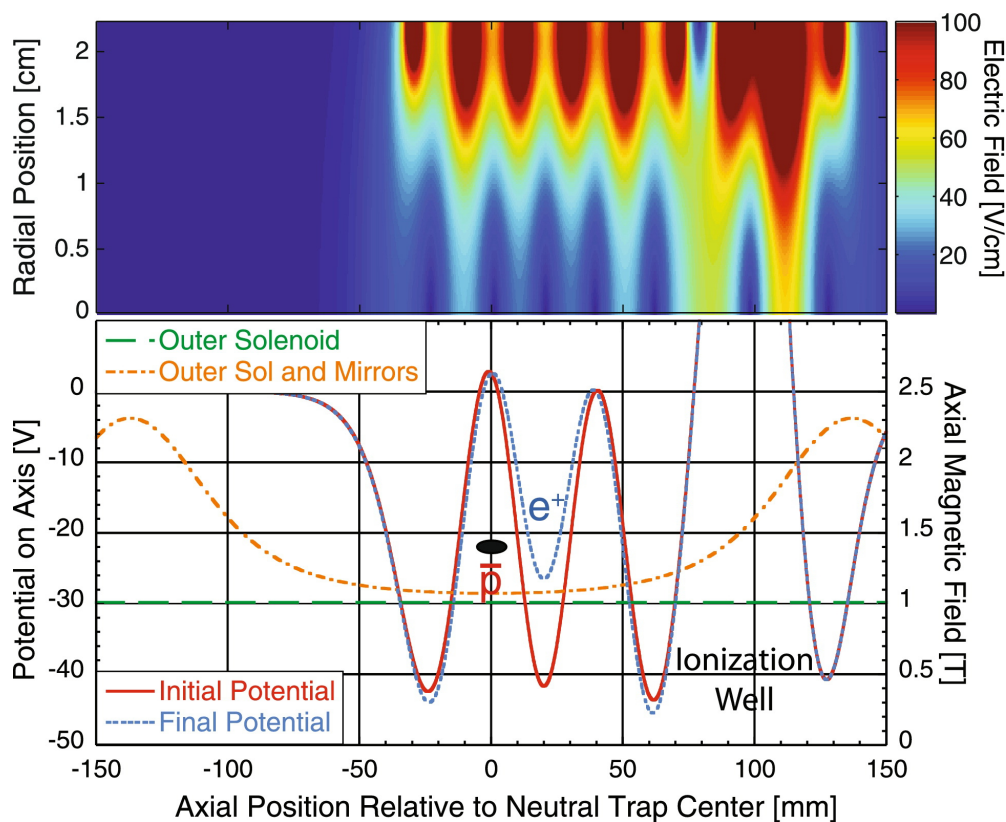 Radial Position [cm]
2
1.5
1
0.5
0
100
80
60
40
20
Electric Field [V/cm]
Outer Solenoid
Outer Sol and Mirrors
Potential on Axis [V]
0
-10
-20
-30
-40
-50
e+
p̅
Ionization
Well
Initial Potential
Final Potential
2.5
2
1.5
1
0.5
0
Axial Magnetic Field [T]
-150
-100
-50
0
50
100
150
Axial Position Relative to Neutral Trap Center [mm]